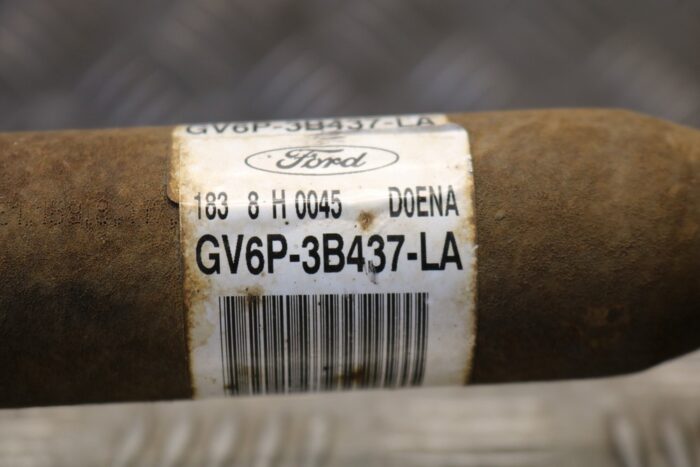 GV6P-3B437-LA
Ford
183 8 H 0045 D0ENA
GV6P-3B437-LA